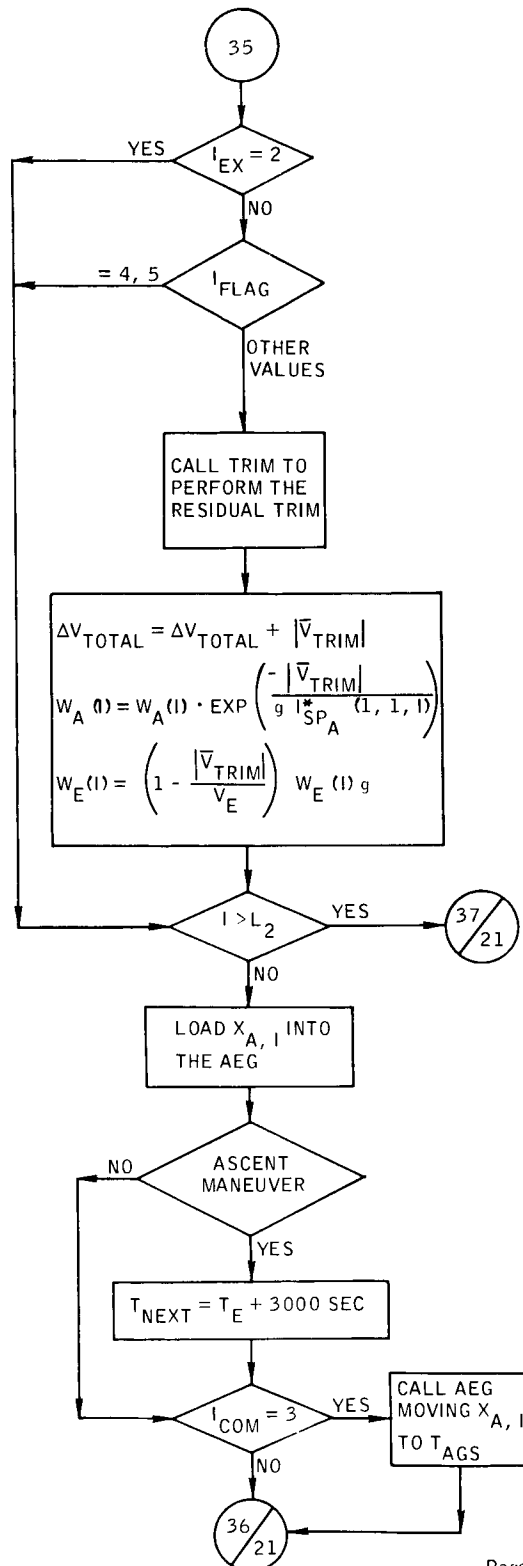 35
YES
I_EX = 2
NO
= 4, 5
I_FLAG
OTHER
VALUES
CALL TRIM TO
PERFORM THE
RESIDUAL TRIM
ΔV_TOTAL = ΔV_TOTAL + |V̅_TRIM|
W_A (I) = W_A (I) · EXP ( -|V̅_TRIM| / g I*_SP_A (1, 1, I) )
W_E (I) = ( 1 - |V̅_TRIM| / V_E ) W_E (I) g
I > L_2
YES
37
21
NO
LOAD X_A, I INTO
THE AEG
NO
ASCENT
MANEUVER
YES
T_NEXT = T_E + 3000 SEC
I_COM = 3
YES
CALL AEG
MOVING X_A, I
TO T_AGS
NO
36
21